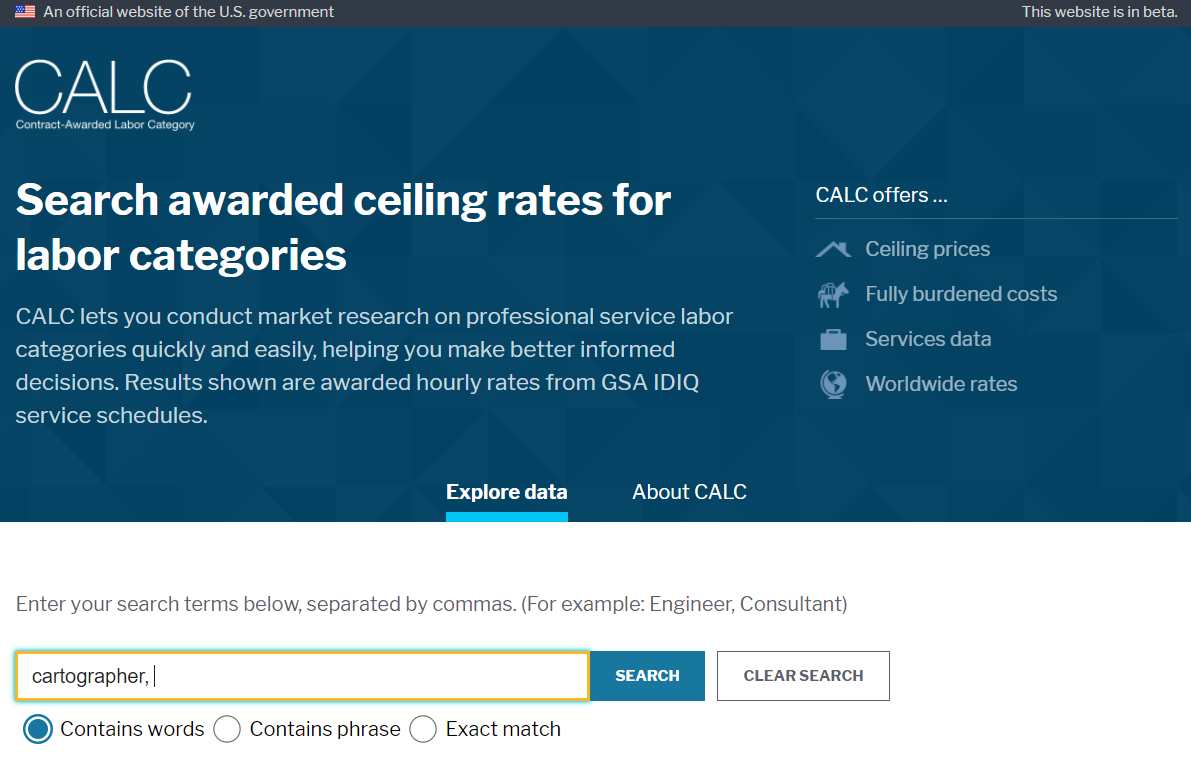 An official website of the U.S. government
This website is in beta.
CALC
Contract-Awarded Labor Category
Search awarded ceiling rates for
labor categories
CALC lets you conduct market research on professional service labor
categories quickly and easily, helping you make better informed
decisions. Results shown are awarded hourly rates from GSA IDIQ
service schedules.
CALC offers ...
Ceiling prices
Fully burdened costs
Services data
Worldwide rates
Explore data
About CALC
Enter your search terms below, separated by commas. (For example: Engineer, Consultant)
cartographer,
SEARCH
CLEAR SEARCH
Contains words
Contains phrase
Exact match